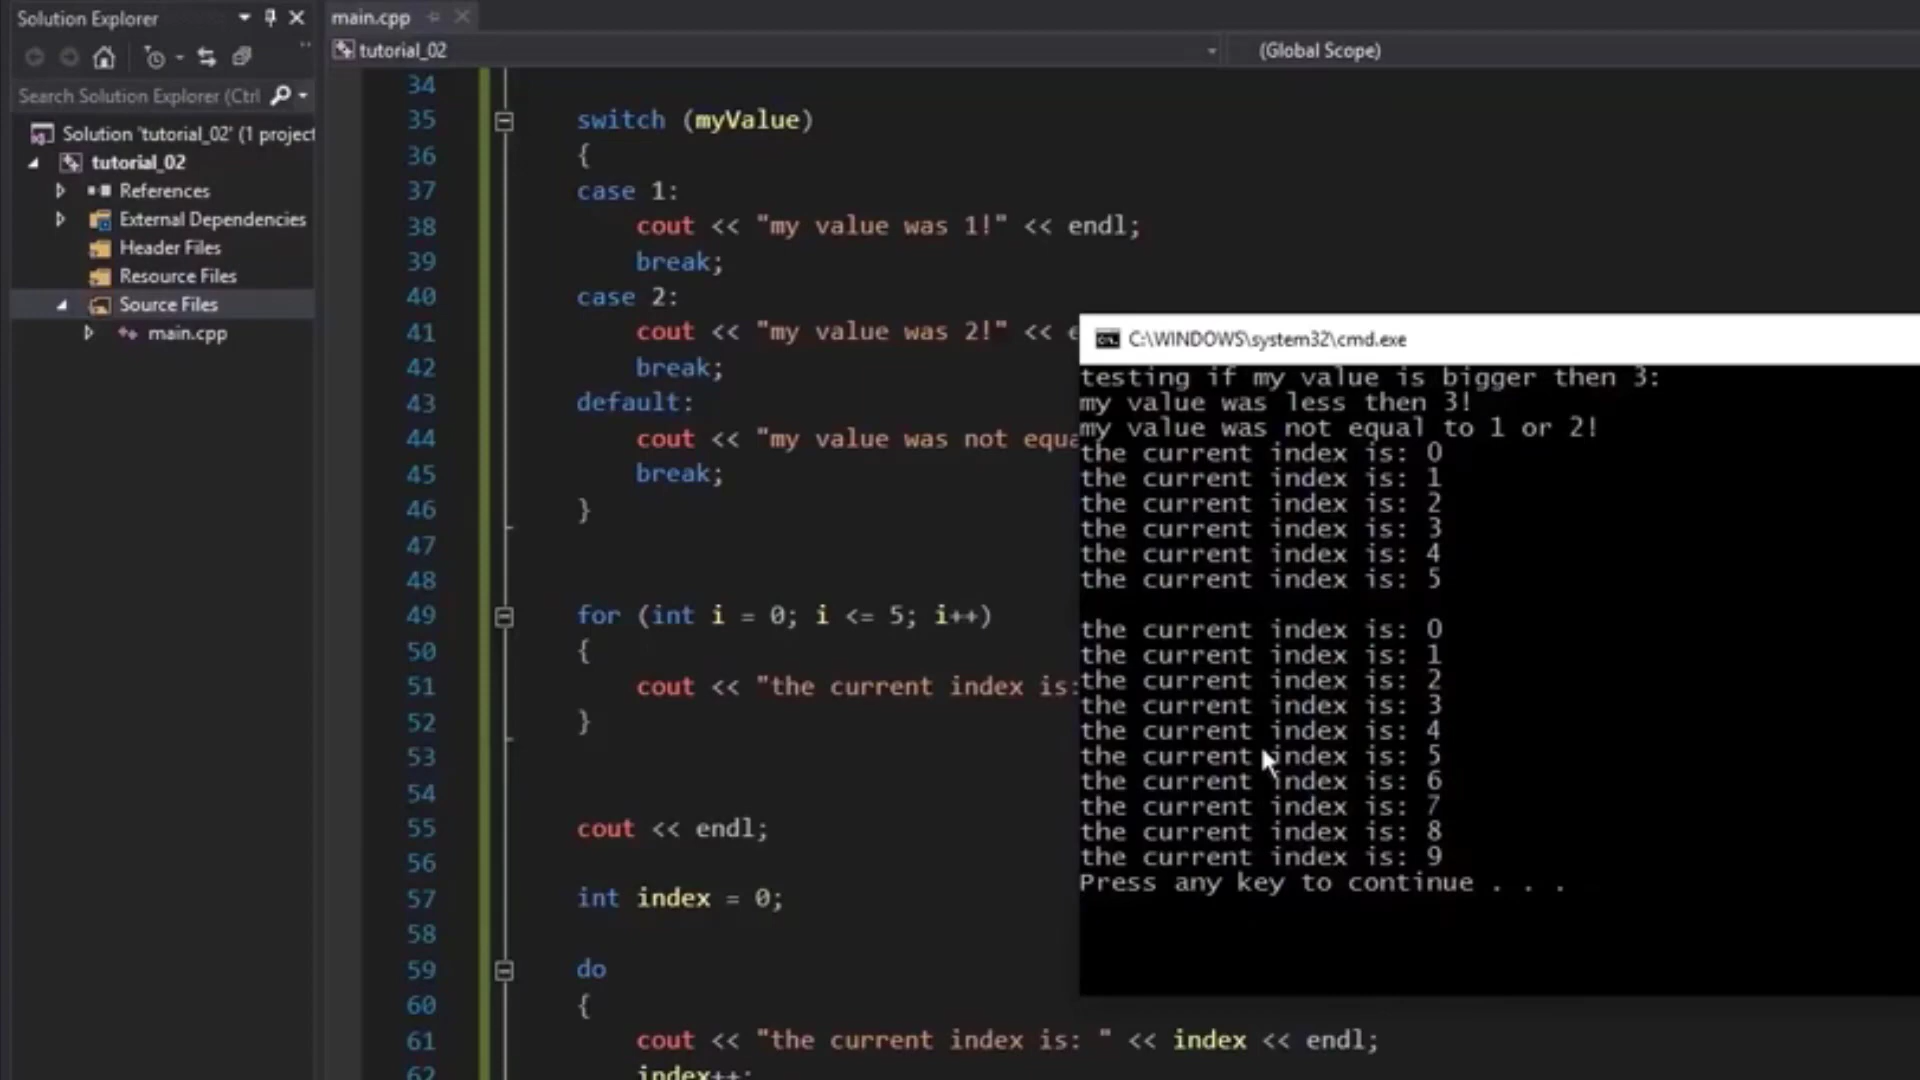 Solution Explorer
main.cpp
tutorial_02
(Global Scope)
Search Solution Explorer (Ctrl
Solution 'tutorial_02' (1 project
tutorial_02
References
External Dependencies
Header Files
Resource Files
Source Files
main.cpp
34
35 switch (myValue)
36 {
37 case 1:
38 cout << "my value was 1!" << endl;
39 break;
40 case 2:
41 cout << "my value was 2!" << e
42 break;
43 default:
44 cout << "my value was not equa
45 break;
46 }
47
48
49 for (int i = 0; i <= 5; i++)
50 {
51 cout << "the current index is:
52 }
53
54
55 cout << endl;
56
57 int index = 0;
58
59 do
60 {
61 cout << "the current index is: " << index << endl;
62 index++;
C:\WINDOWS\system32\cmd.exe
testing if my value is bigger then 3:
my value was less then 3!
my value was not equal to 1 or 2!
the current index is: 0
the current index is: 1
the current index is: 2
the current index is: 3
the current index is: 4
the current index is: 5
the current index is: 0
the current index is: 1
the current index is: 2
the current index is: 3
the current index is: 4
the current index is: 5
the current index is: 6
the current index is: 7
the current index is: 8
the current index is: 9
Press any key to continue . . .